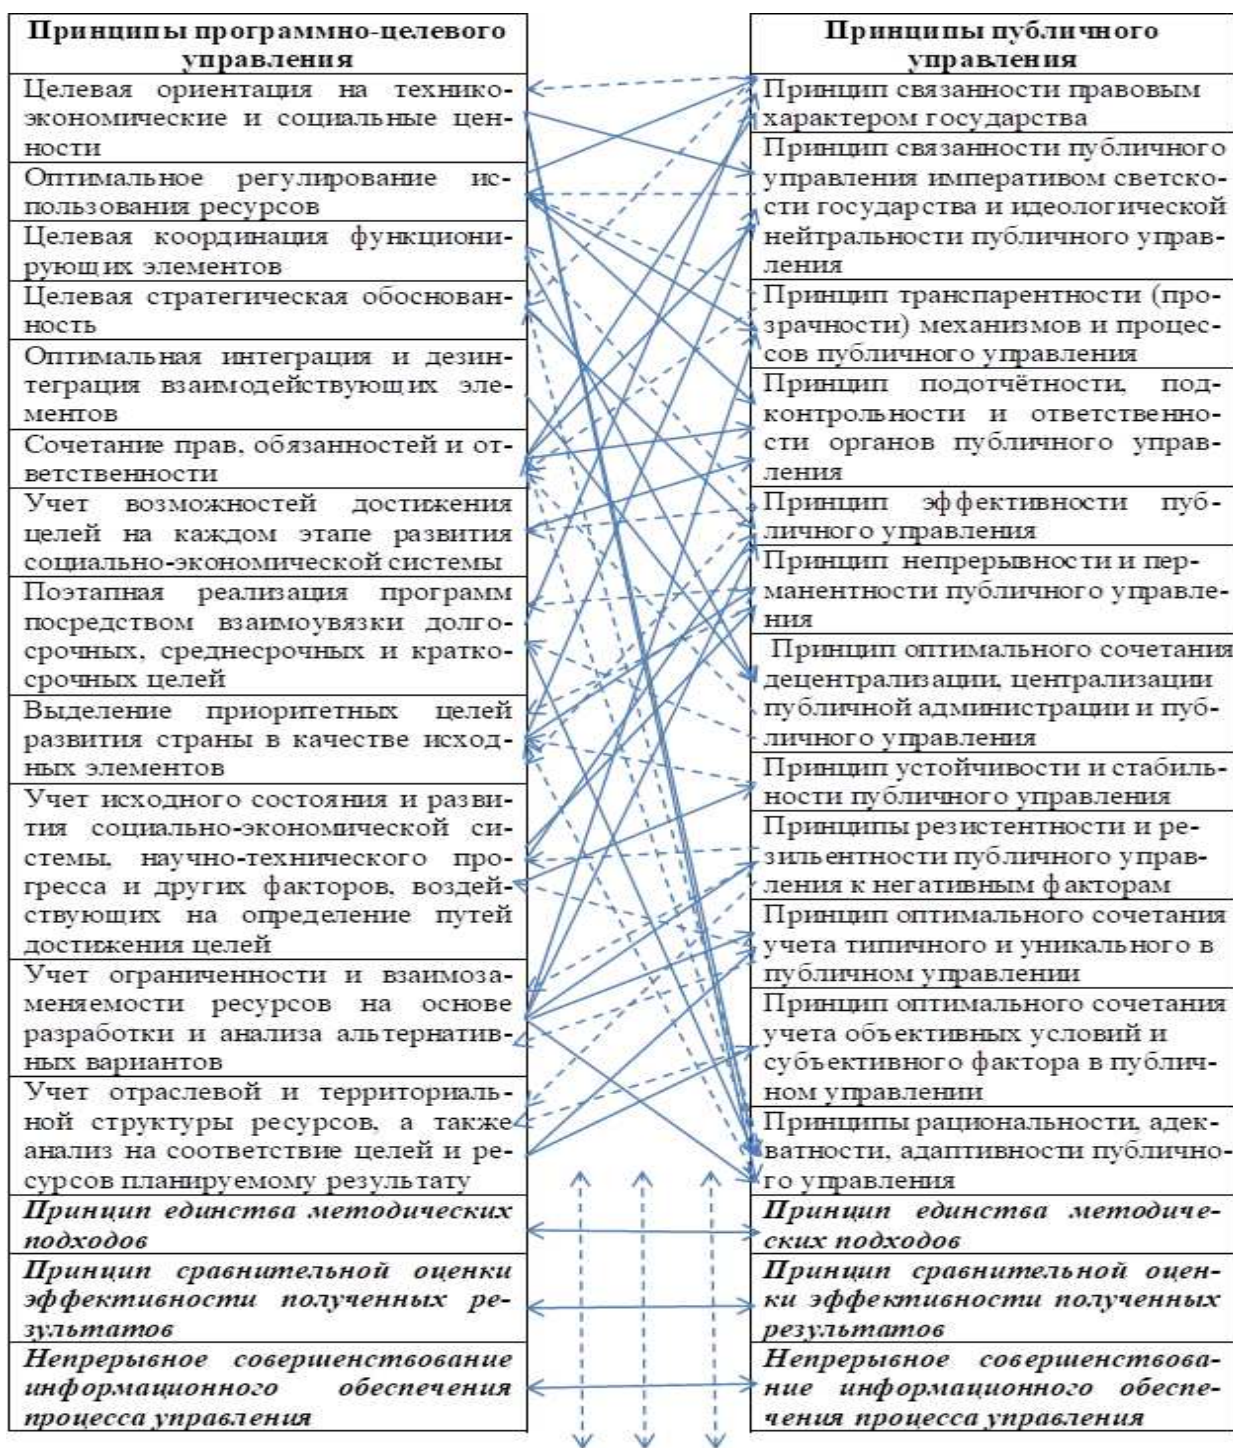 Принципы программно-целевого
управления
Целевая ориентация на технико-
экономические и социальные цен-
ности
Оптимальное регулирование ис-
пользования ресурсов
Целевая координация функциони-
рующих элементов
Целевая стратегическая обоснован-
ность
Оптимальная интеграция и дезин-
теграция взаимодействующих эле-
ментов
Сочетание прав, обязанностей и от-
ветственности
Учет возможностей достижения
целей на каждом этапе развития
социально-экономической системы
Поэтапная реализация программ
посредством взаимоувязки долго-
срочных, среднесрочных и кратко-
срочных целей
Выделение приоритетных целей
развития страны в качестве исход-
ных элементов
Учет исходного состояния и разви-
тия социально-экономической си-
стемы, научно-технического про-
гресса и других факторов, воздей-
ствующих на определение путей
достижения целей
Учет ограниченности и взаимоза-
меняемости ресурсов на основе
разработки и анализа альтернатив-
ных вариантов
Учет отраслевой и территориаль-
ной структуры ресурсов, а также
анализ на соответствие целей и ре-
сурсов планируемому результату
Принцип единства методических
подходов
Принцип сравнительной оценки
эффективности полученных ре-
зультатов
Непрерывное совершенствование
информационного обеспечения
процесса управления
Принципы публичного
управления
Принцип связанности правовым
характером государства
Принцип связанности публичного
управления императивом светско-
сти государства и идеологической
нейтральности публичного управ-
ления
Принцип транспарентности (про-
зрачности) механизмов и процес-
сов публичного управления
Принцип подотчётности, под-
контрольности и ответственно-
сти органов публичного управ-
ления
Принцип эффективности пуб-
личного управления
Принцип непрерывности и пер-
манентности публичного управле-
ния
Принцип оптимального сочетания
децентрализации, централизации
публичной администрации и пуб-
личного управления
Принцип устойчивости и стабиль-
ности публичного управления
Принципы резистентности и ре-
зильентности публичного управ-
ления к негативным факторам
Принцип оптимального сочетания
учета типичного и уникального в
публичном управлении
Принцип оптимального сочетания
учета объективных условий и
субъективного фактора в публич-
ном управлении
Принципы рациональности, адек-
ватности, адаптивности публично-
го управления
Принцип единства методиче-
ских подходов
Принцип сравнительной оцен-
ки эффективности полученных
результатов
Непрерывное совершенствова-
ние информационного обеспе-
чения процесса управления